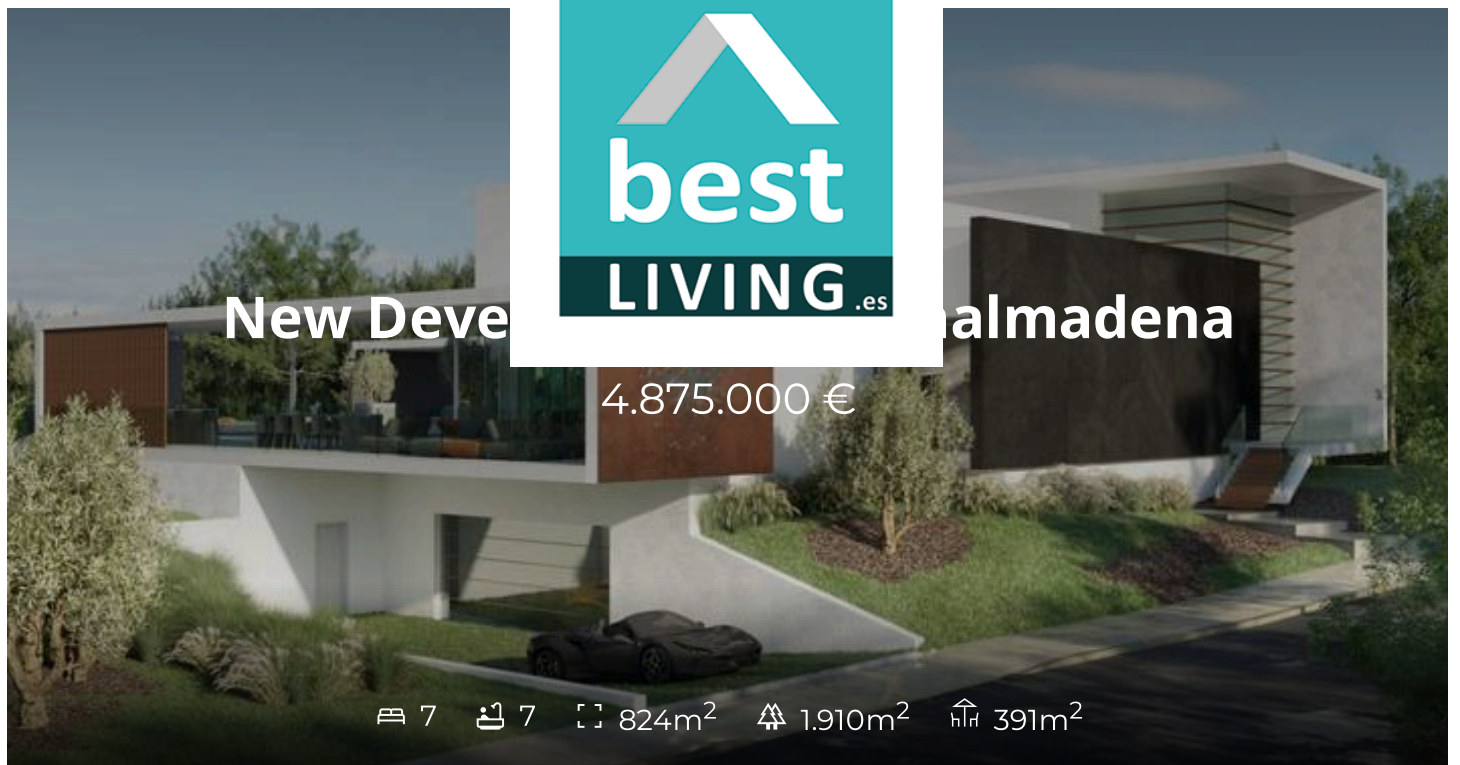 best
LIVING.es
New Deve almadena
4.875.000 €
7 7 824m² 1.910m² 391m²